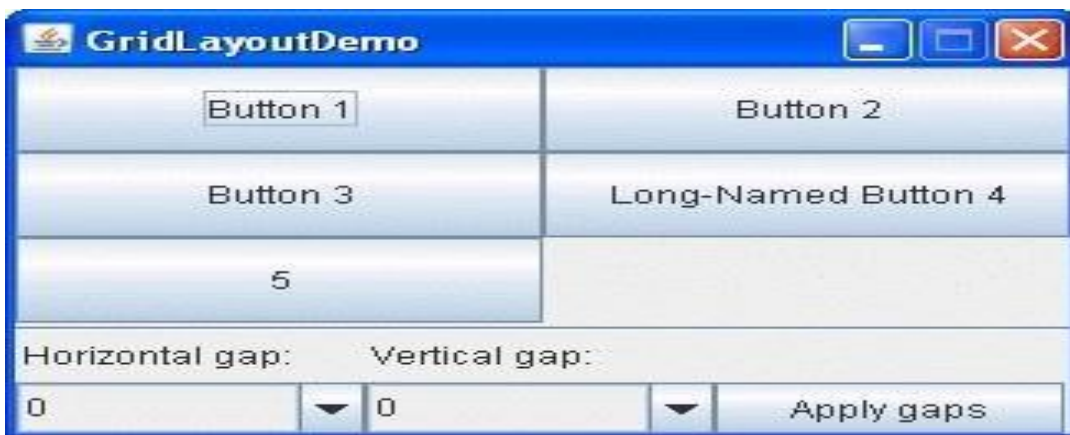 GridLayoutDemo
Button 1 Button 2
Button 3 Long-Named Button 4
5
Horizontal gap: Vertical gap:
0 0 Apply gaps